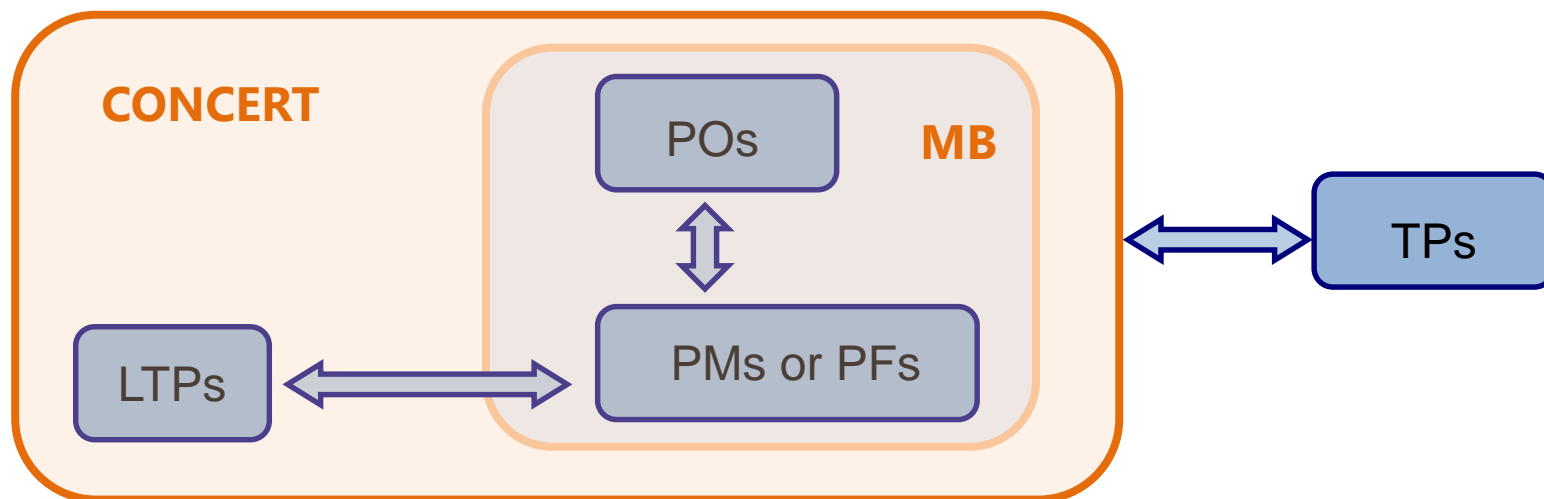 CONCERT
POs
MB
TPs
PMs or PFs
LTPs